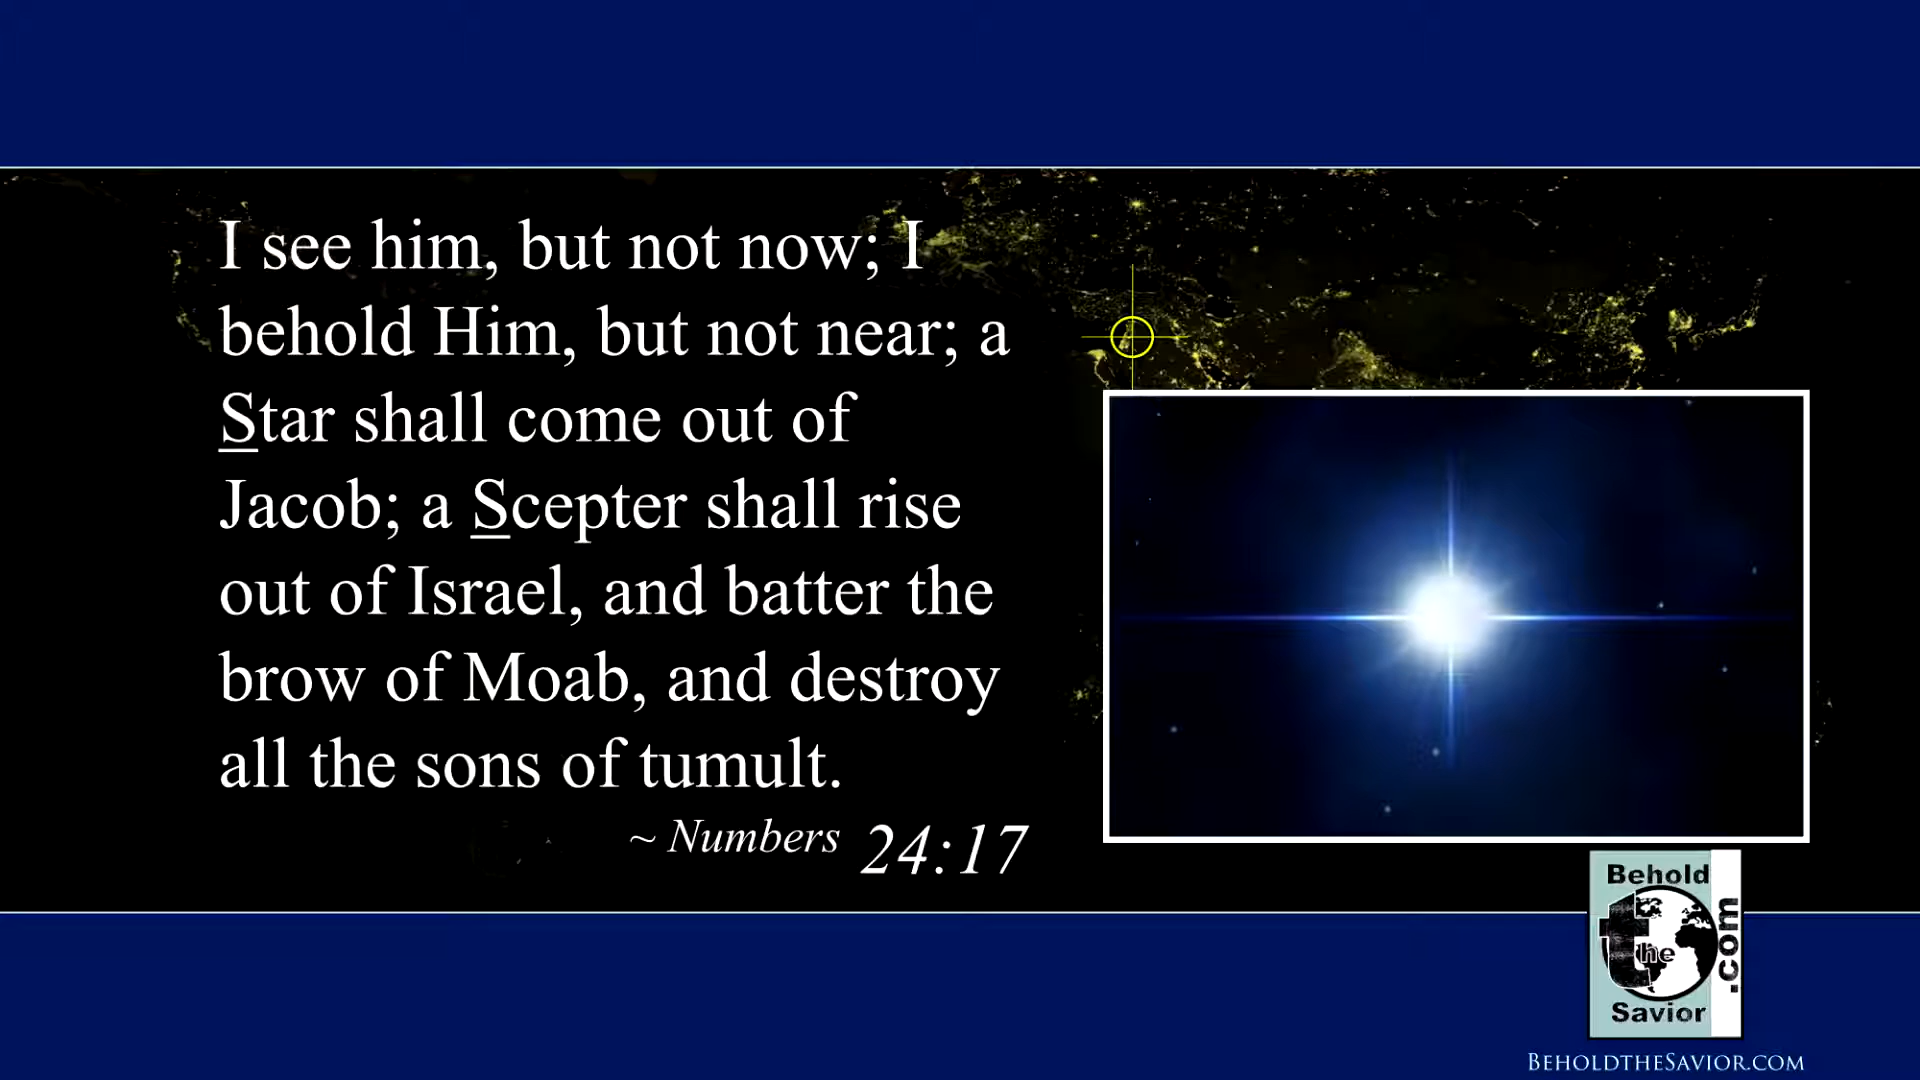 I see him, but not now; I
behold Him, but not near; a
Star shall come out of
Jacob; a Scepter shall rise
out of Israel, and batter the
brow of Moab, and destroy
all the sons of tumult.
~ Numbers 24:17
Behold
the
Savior
.com
BEHOLDTHESAVIOR.COM